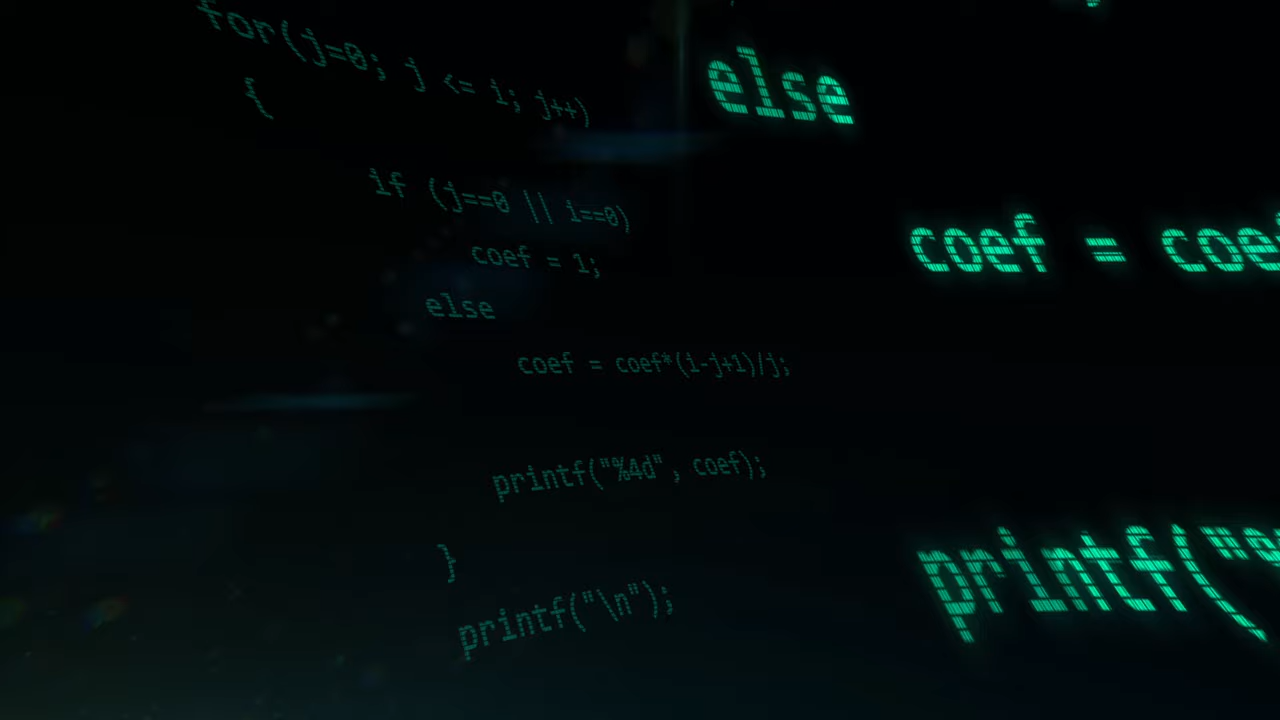 for(j=0; j <= i; j++)
{
if (j==0 || i==0)
coef = 1;
else
coef = coef*(i-j+1)/j;
printf("%4d", coef);
}
printf("\n");
else
coef = coe
printf("